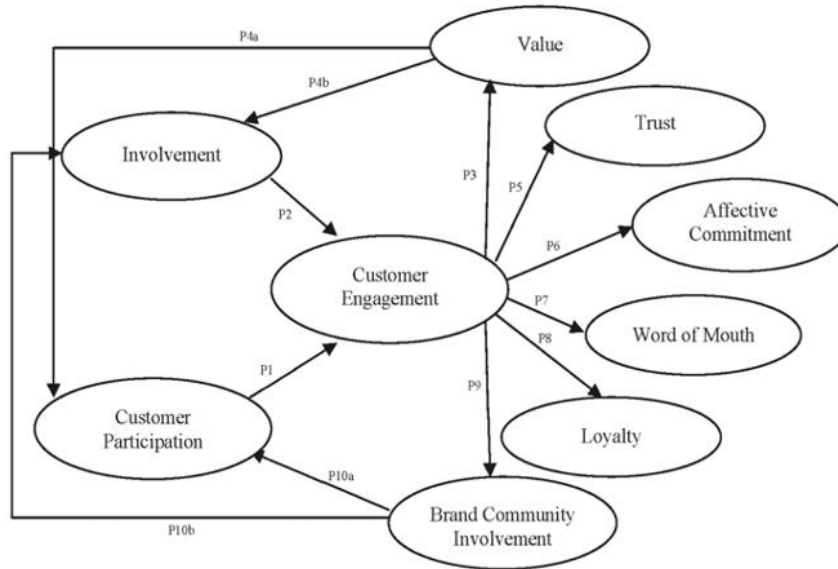 P4a
Value
P4b
Trust
Involvement
P3
P5
P2
Affective
Commitment
P6
Customer
Engagement
P7
Word of Mouth
P8
P1
P9
Customer
Participation
Loyalty
P10a
Brand Community
Involvement
P10b